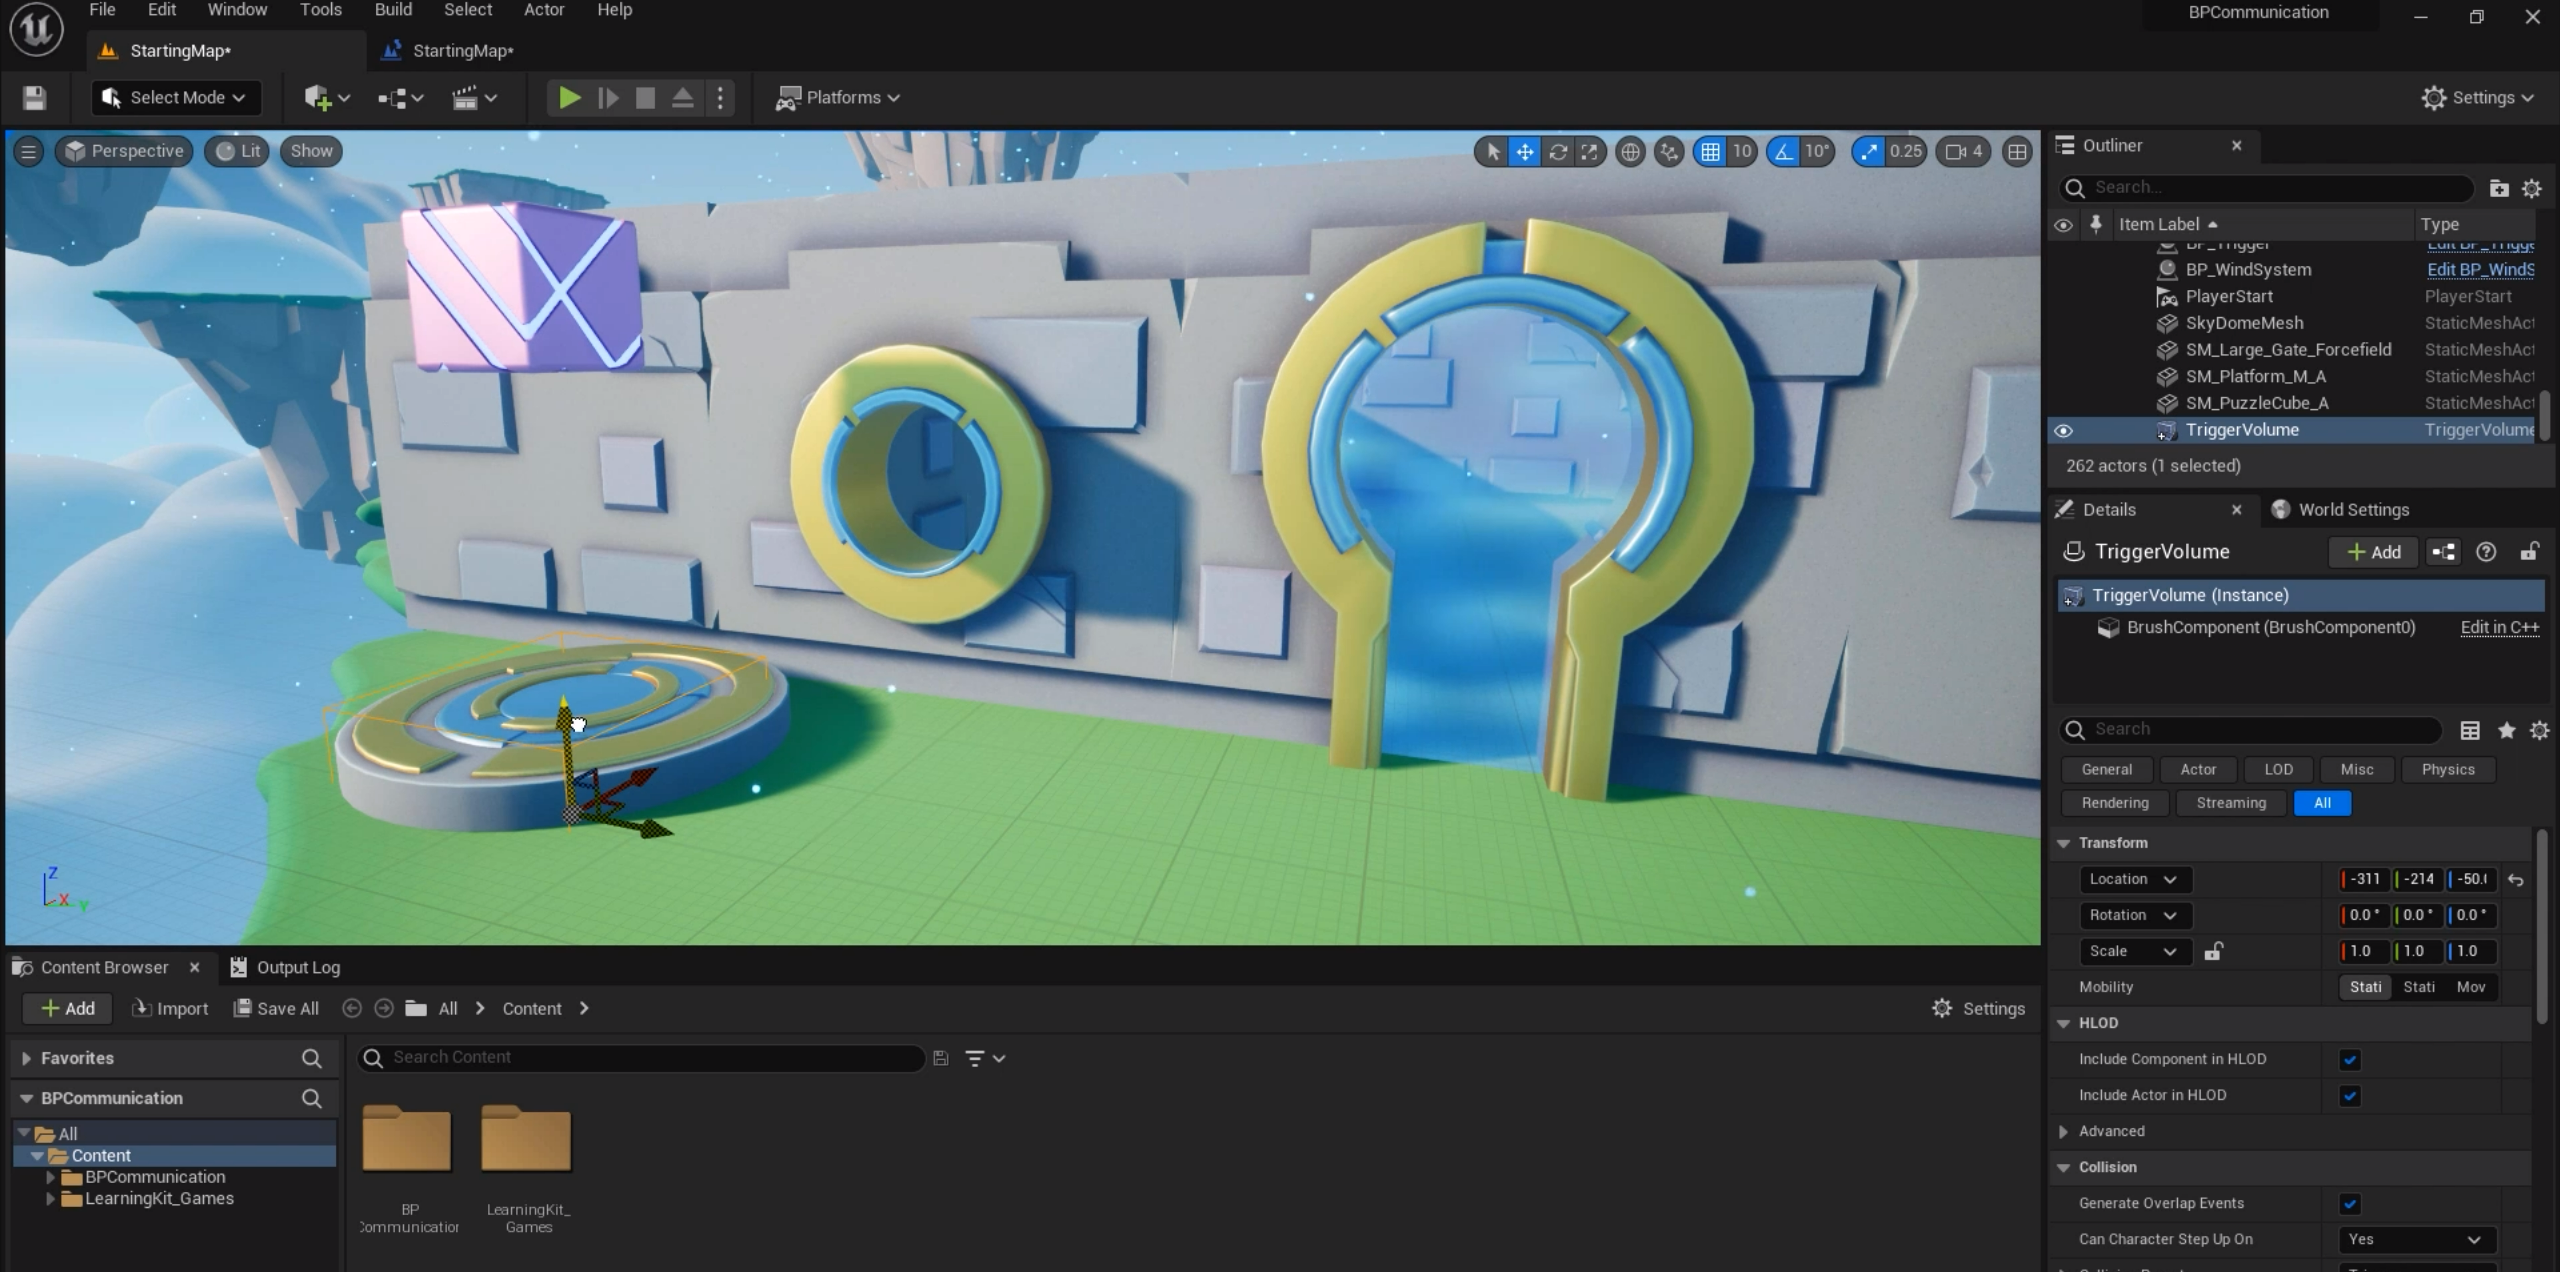 File Edit Window Tools Build Select Actor Help
BPCommunication
StartingMap* StartingMap*
Select Mode
Platforms
Settings
Perspective Lit Show
10 10° 0.25 4
Outliner
Search...
Item Label Type
BP_Trigger Edit BP_Trigge
BP_WindSystem Edit BP_WindS
PlayerStart PlayerStart
SkyDomeMesh StaticMeshAct
SM_Large_Gate_Forcefield StaticMeshAct
SM_Platform_M_A StaticMeshAct
SM_PuzzleCube_A StaticMeshAct
TriggerVolume TriggerVolume
262 actors (1 selected)
Details World Settings
TriggerVolume Add
TriggerVolume (Instance)
BrushComponent (BrushComponent0) Edit in C++
Search
General Actor LOD Misc Physics
Rendering Streaming All
Transform
Location -311 -214 -50.
Rotation 0.0 ° 0.0 ° 0.0 °
Scale 1.0 1.0 1.0
Mobility Stati Stati Mov
HLOD
Include Component in HLOD
Include Actor in HLOD
Advanced
Collision
Generate Overlap Events
Can Character Step Up On Yes
Z
X Y
Content Browser Output Log
Add Import Save All All Content Settings
Favorites
Search Content
BPCommunication
All
Content
BPCommunication
LearningKit_Games
BP
Communication
LearningKit_
Games